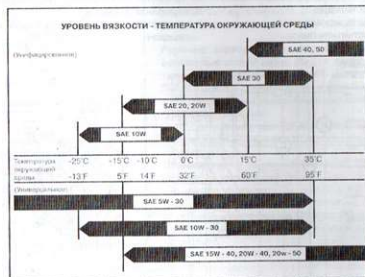 УРОВЕНЬ ВЯЗКОСТИ - ТЕМПЕРАТУРА ОКРУЖАЮЩЕЙ СРЕДЫ
(Унифицированное)
SAE 40, 50
SAE 30
SAE 20, 20W
SAE 10W
Температура окружающей среды
-25°C -15°C -10°C 0°C 15°C 35°C
-13°F 5°F 14°F 32°F 60°F 95°F
(Универсальное)
SAE 5W - 30
SAE 10W - 30
SAE 15W - 40, 20W - 40, 20w - 50